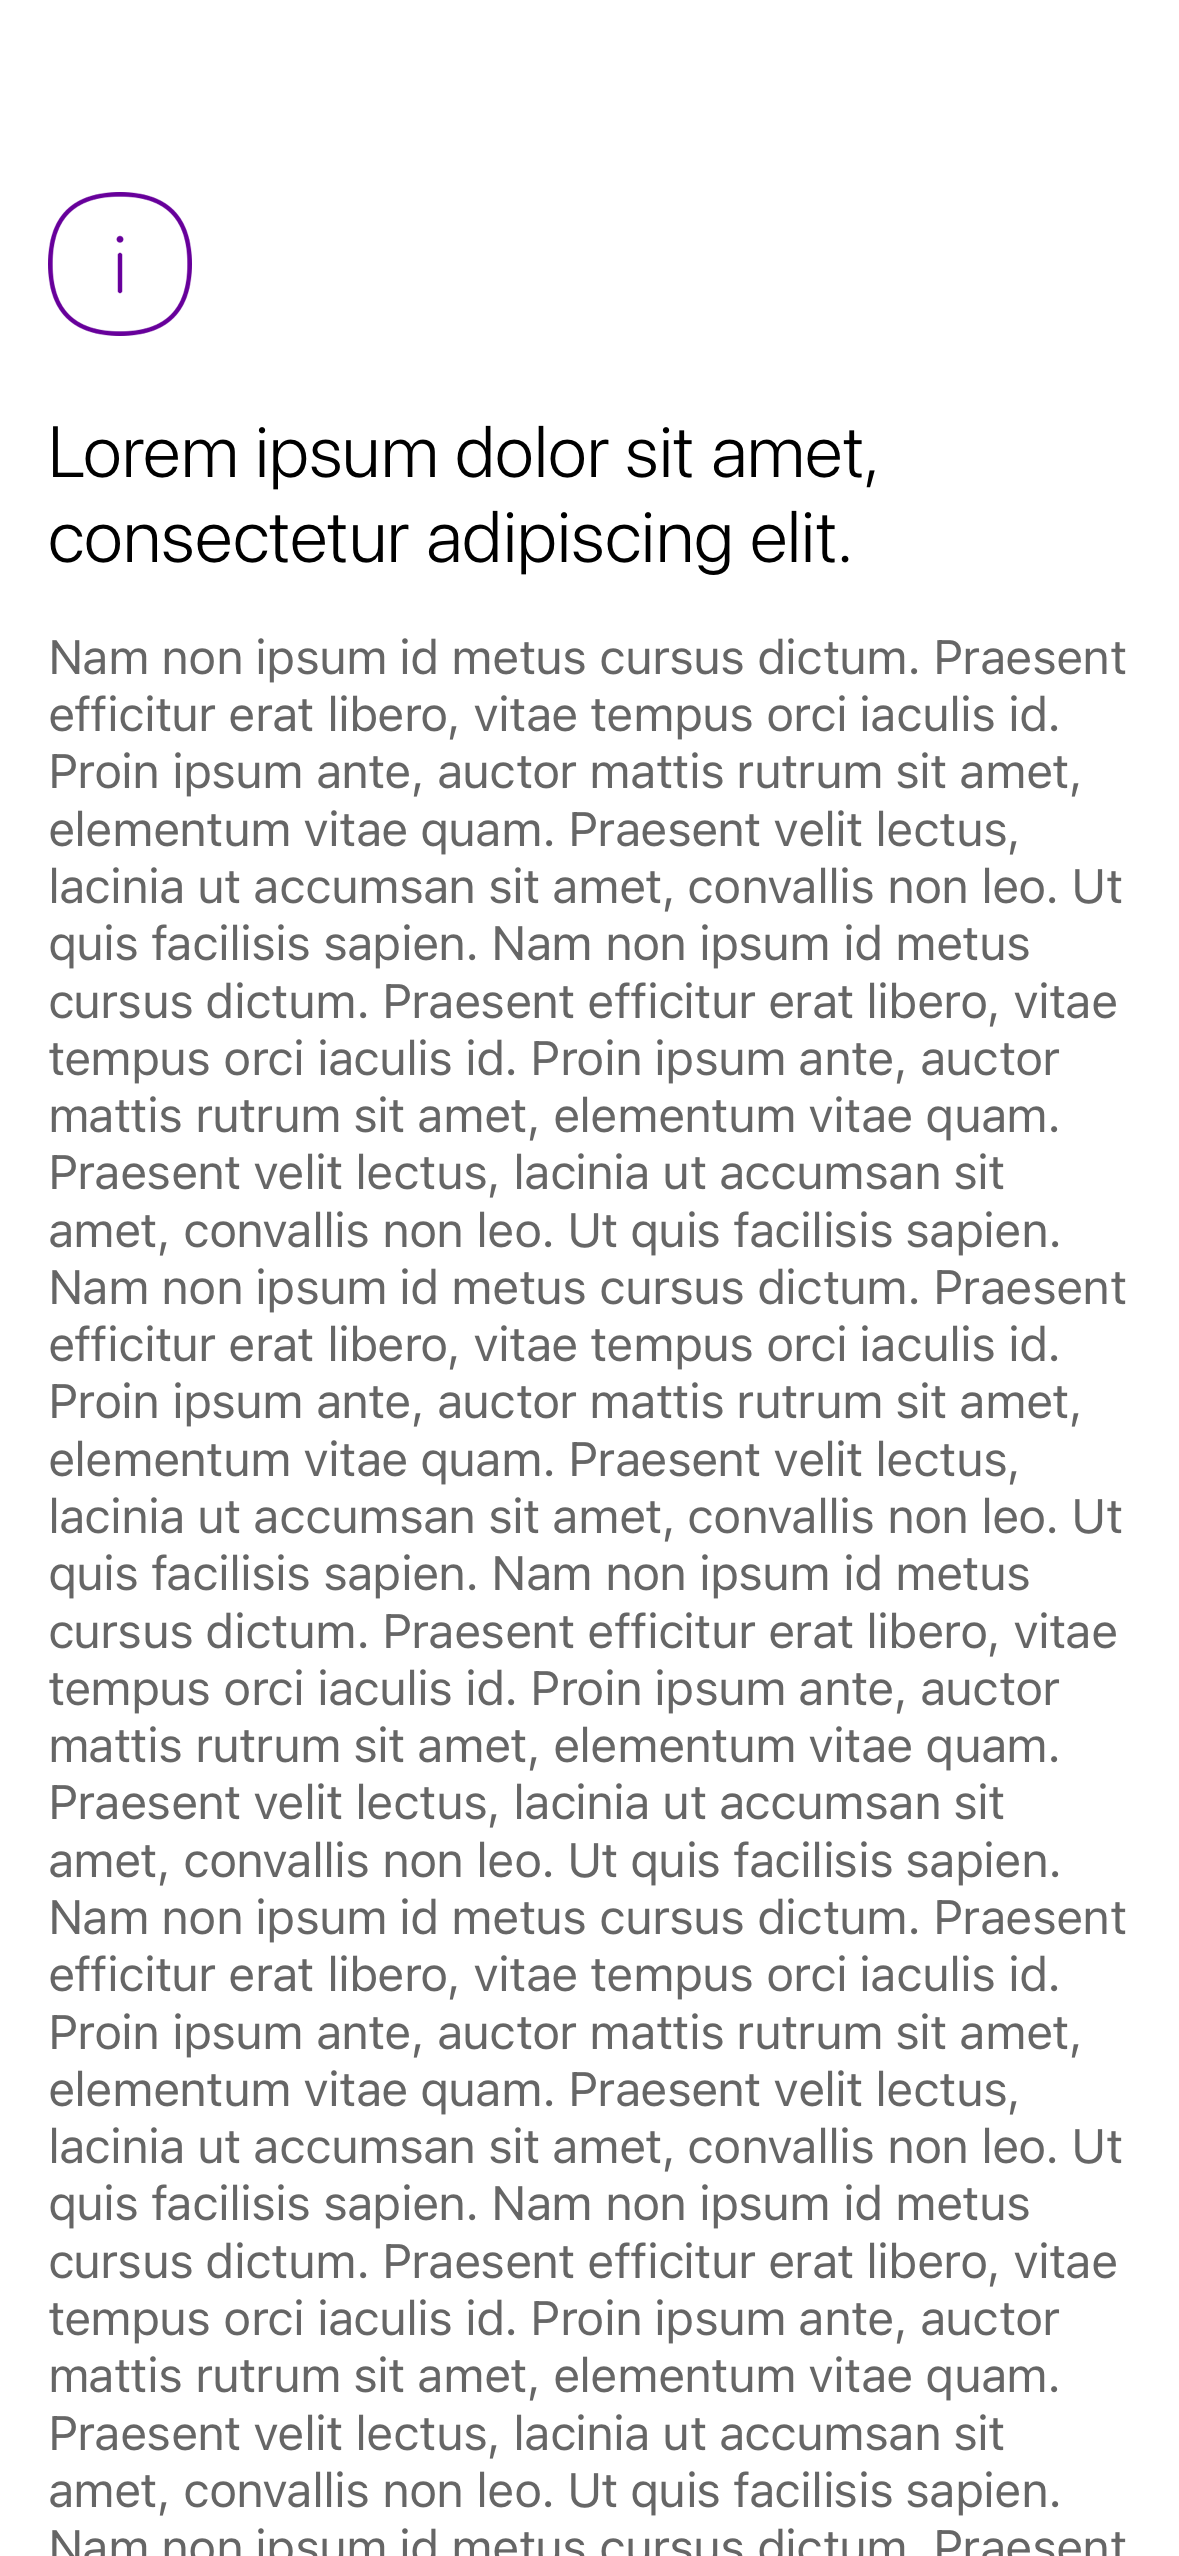 i
Lorem ipsum dolor sit amet,
consectetur adipiscing elit.
Nam non ipsum id metus cursus dictum. Praesent
efficitur erat libero, vitae tempus orci iaculis id.
Proin ipsum ante, auctor mattis rutrum sit amet,
elementum vitae quam. Praesent velit lectus,
lacinia ut accumsan sit amet, convallis non leo. Ut
quis facilisis sapien. Nam non ipsum id metus
cursus dictum. Praesent efficitur erat libero, vitae
tempus orci iaculis id. Proin ipsum ante, auctor
mattis rutrum sit amet, elementum vitae quam.
Praesent velit lectus, lacinia ut accumsan sit
amet, convallis non leo. Ut quis facilisis sapien.
Nam non ipsum id metus cursus dictum. Praesent
efficitur erat libero, vitae tempus orci iaculis id.
Proin ipsum ante, auctor mattis rutrum sit amet,
elementum vitae quam. Praesent velit lectus,
lacinia ut accumsan sit amet, convallis non leo. Ut
quis facilisis sapien. Nam non ipsum id metus
cursus dictum. Praesent efficitur erat libero, vitae
tempus orci iaculis id. Proin ipsum ante, auctor
mattis rutrum sit amet, elementum vitae quam.
Praesent velit lectus, lacinia ut accumsan sit
amet, convallis non leo. Ut quis facilisis sapien.
Nam non ipsum id metus cursus dictum. Praesent
efficitur erat libero, vitae tempus orci iaculis id.
Proin ipsum ante, auctor mattis rutrum sit amet,
elementum vitae quam. Praesent velit lectus,
lacinia ut accumsan sit amet, convallis non leo. Ut
quis facilisis sapien. Nam non ipsum id metus
cursus dictum. Praesent efficitur erat libero, vitae
tempus orci iaculis id. Proin ipsum ante, auctor
mattis rutrum sit amet, elementum vitae quam.
Praesent velit lectus, lacinia ut accumsan sit
amet, convallis non leo. Ut quis facilisis sapien.
Nam non ipsum id metus cursus dictum. Praesent